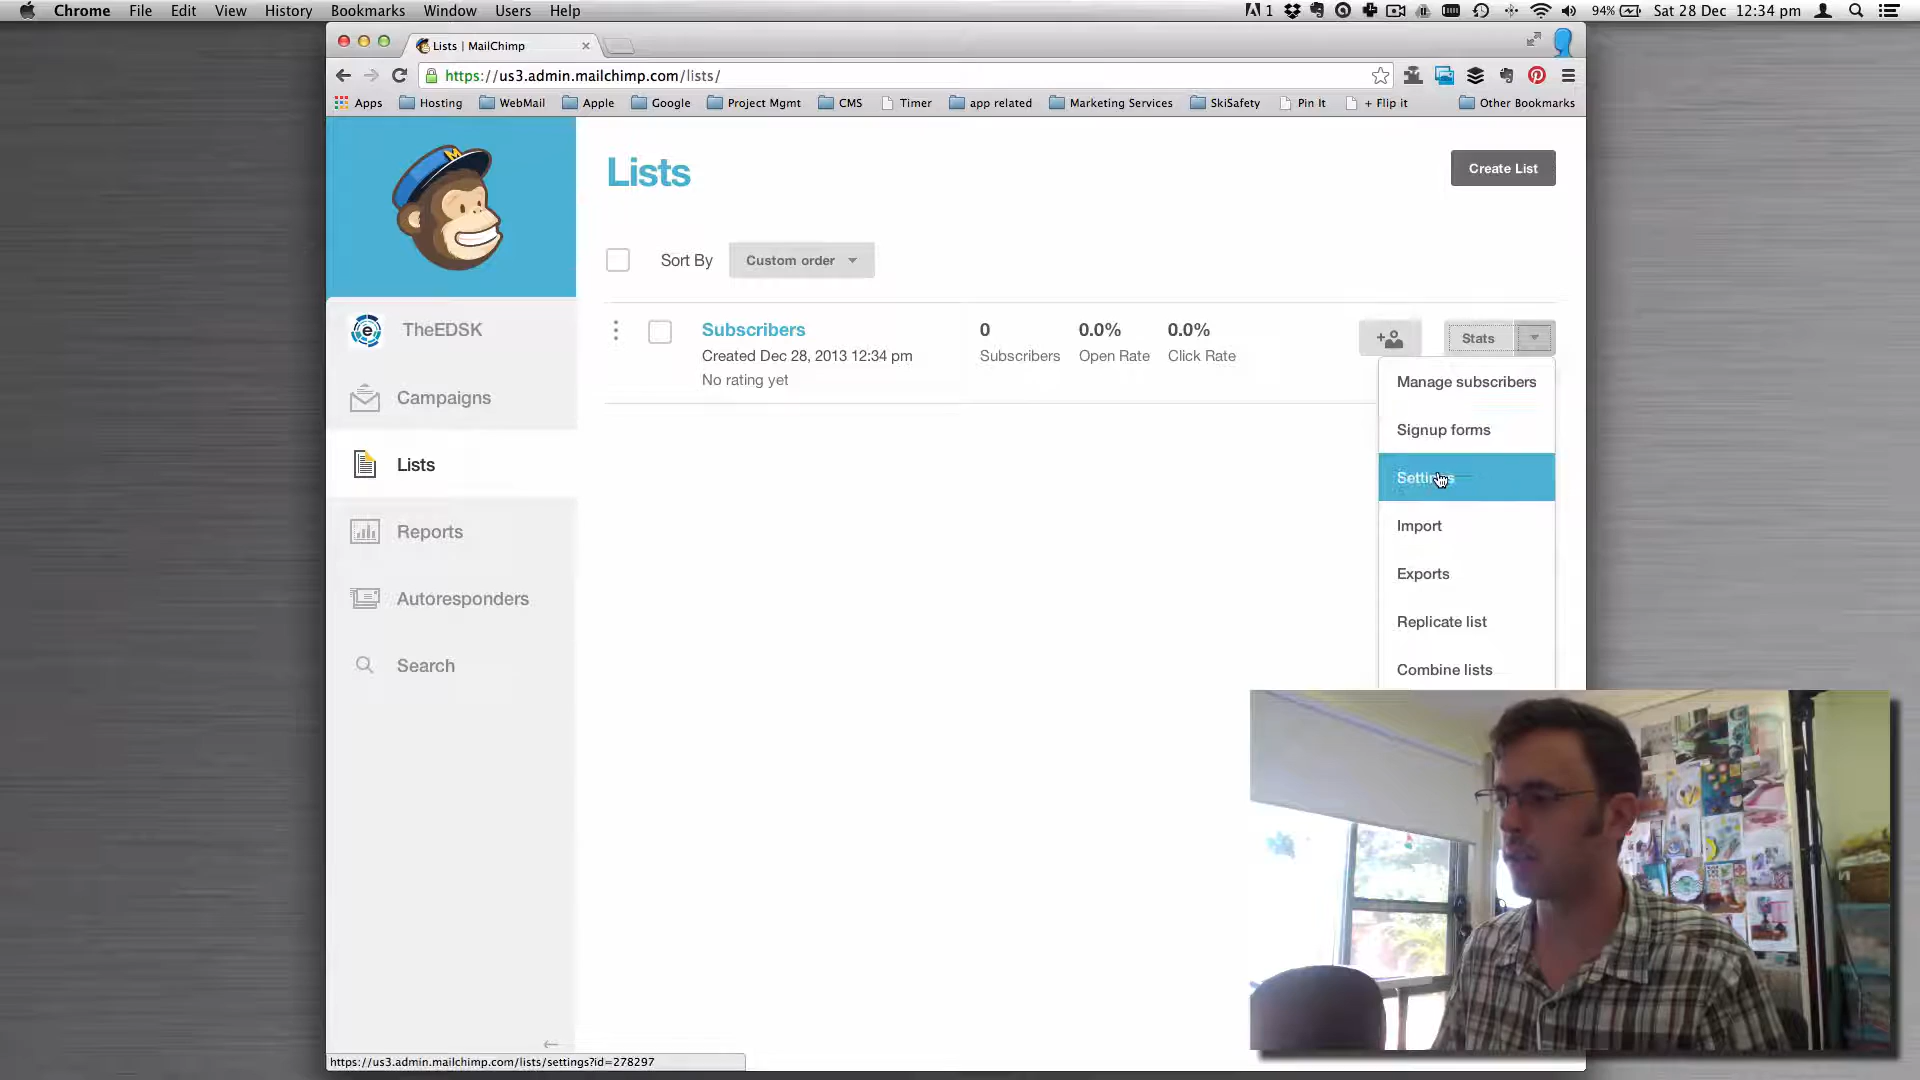 Chrome File Edit View History Bookmarks Window Users Help
1 94% Sat 28 Dec 12:34 pm
Lists | MailChimp
https://us3.admin.mailchimp.com/lists/
Apps Hosting WebMail Apple Google Project Mgmt CMS Timer app related Marketing Services SkiSafety Pin It + Flip it Other Bookmarks
Lists
Create List
Sort By Custom order
TheEDSK
Campaigns
Lists
Reports
Autoresponders
Search
Subscribers
Created Dec 28, 2013 12:34 pm
No rating yet
0 0.0% 0.0%
Subscribers Open Rate Click Rate
Stats
Manage subscribers
Signup forms
Settings
Import
Exports
Replicate list
Combine lists
https://us3.admin.mailchimp.com/lists/settings?id=278297